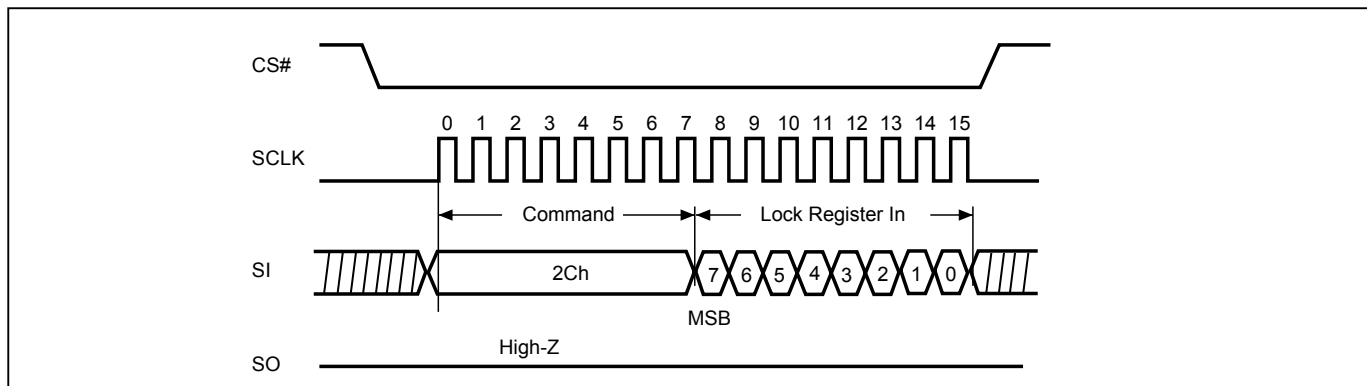 CS#
0 1 2 3 4 5 6 7 8 9 10 11 12 13 14 15
SCLK
Command Lock Register In
SI 2Ch 7 6 5 4 3 2 1 0
MSB
High-Z
SO